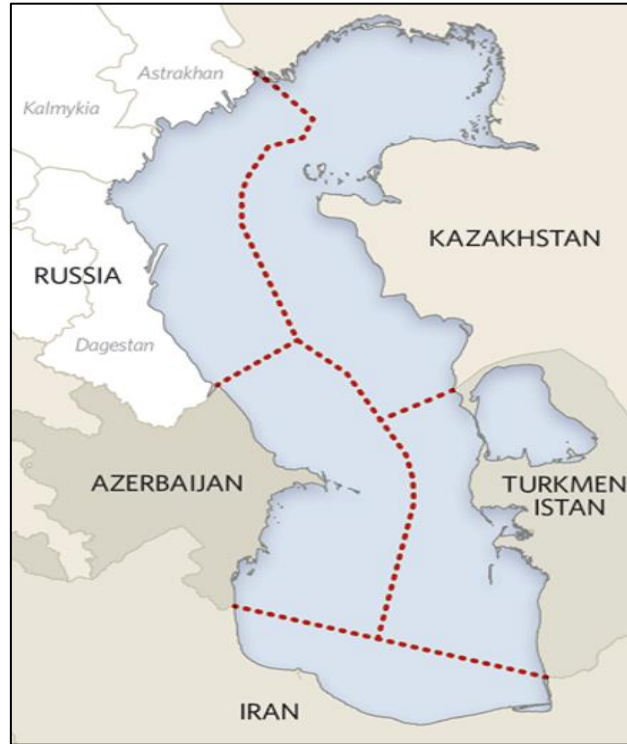 Astrakhan
Kalmykia
KAZAKHSTAN
RUSSIA
Dagestan
AZERBAIJAN
TURKMEN
ISTAN
IRAN